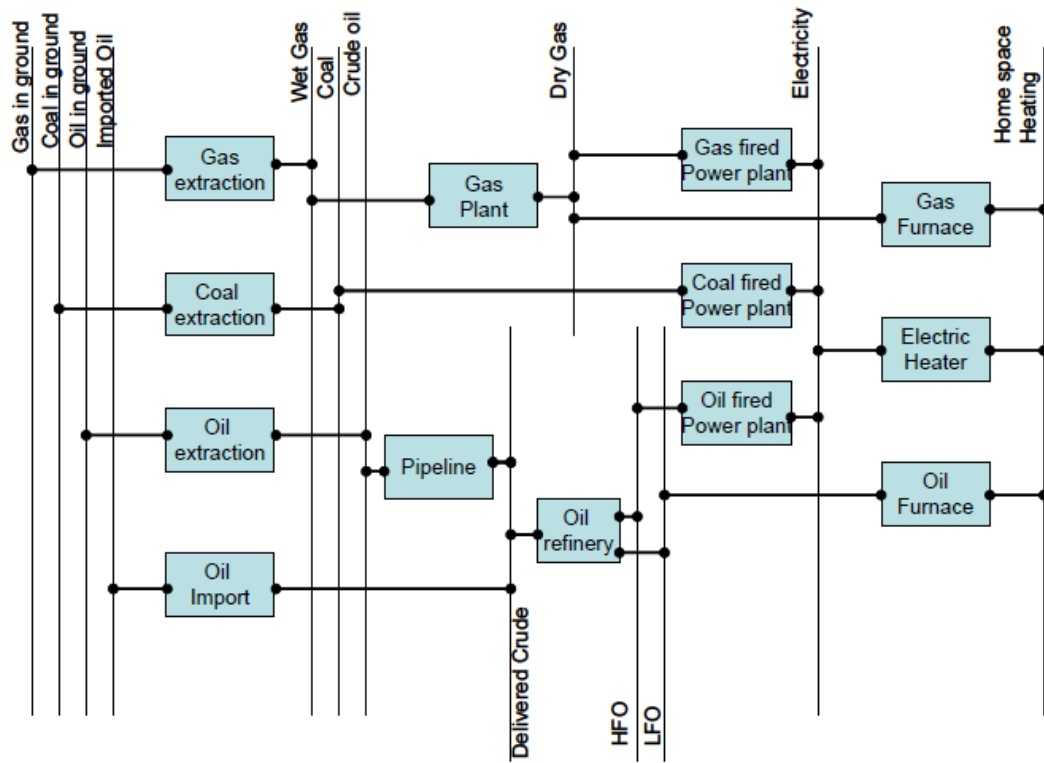 Gas in ground
Coal in ground
Oil in ground
Imported Oil
Wet Gas
Coal
Crude oil
Dry Gas
Electricity
Home space
Heating
Gas
extraction
Gas
Plant
Gas fired
Power plant
Gas
Furnace
Coal
extraction
Coal fired
Power plant
Electric
Heater
Oil
extraction
Pipeline
Oil fired
Power plant
Oil
Furnace
Oil
refinery
Oil
Import
Delivered Crude
HFO
LFO